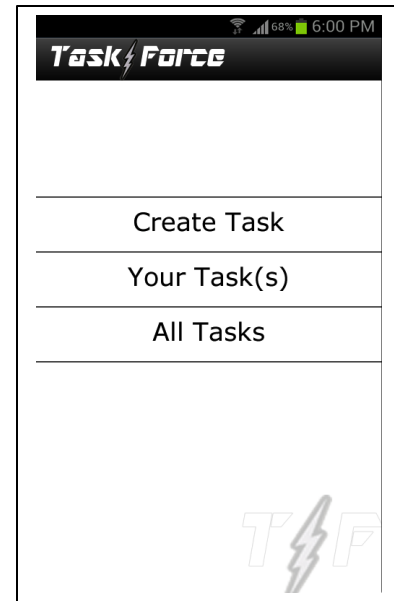 68% 6:00 PM
Task Force
Create Task
Your Task(s)
All Tasks
T F